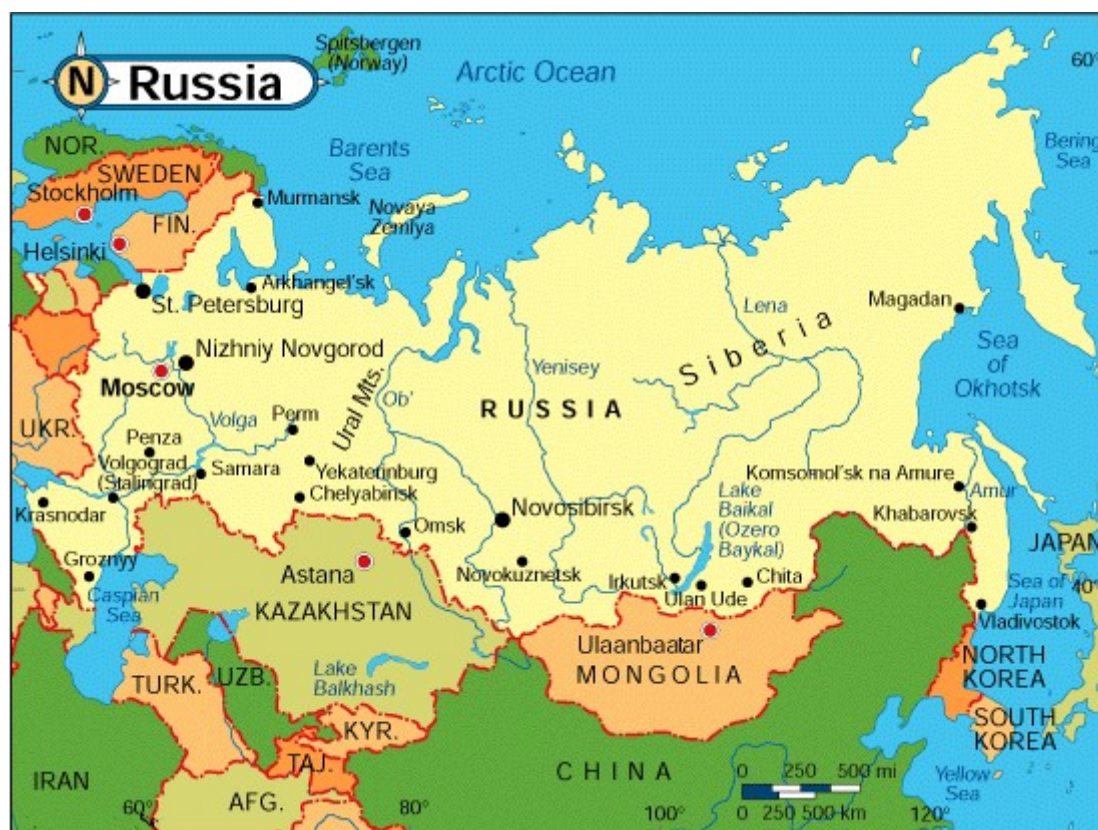 N Russia
Spitsbergen
(Norway)
Arctic Ocean
60°
NOR.
Barents
Sea
Bering
Sea
SWEDEN
Stockholm
Murmansk
Novaya
Zemlya
FIN.
Helsinki
Arkhangel'sk
St. Petersburg
Lena
Magadan
Siberia
Sea
of
Okhotsk
Nizhniy Novgorod
Moscow
Ural Mts.
Ob'
Yenisey
RUSSIA
UKR.
Volga
Perm
Penza
Volgograd
(Stalingrad)
Samara
Yekaterinburg
Chelyabinsk
Krasnodar
Omsk
Novosibirsk
Lake
Baikal
(Ozero
Baykal)
Komsomol'sk na Amure
Amur
Khabarovsk
JAPAN
Groznyy
Astana
Novokuznetsk
Irkutsk
Ulan Ude
Chita
Caspian
Sea
KAZAKHSTAN
Sea of
Japan
40°
Vladivostok
Ulaanbaatar
MONGOLIA
NORTH
KOREA
TURK.
UZB.
Lake
Balkhash
KYR.
SOUTH
KOREA
IRAN
TAJ.
CHINA
0 250 500 mi
0 250 500 km
Yellow
Sea
AFG.
60°
80°
100°
120°